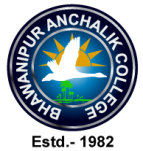 BHAWANIPUR ANCHALIK COLLEGE
Estd.- 1982